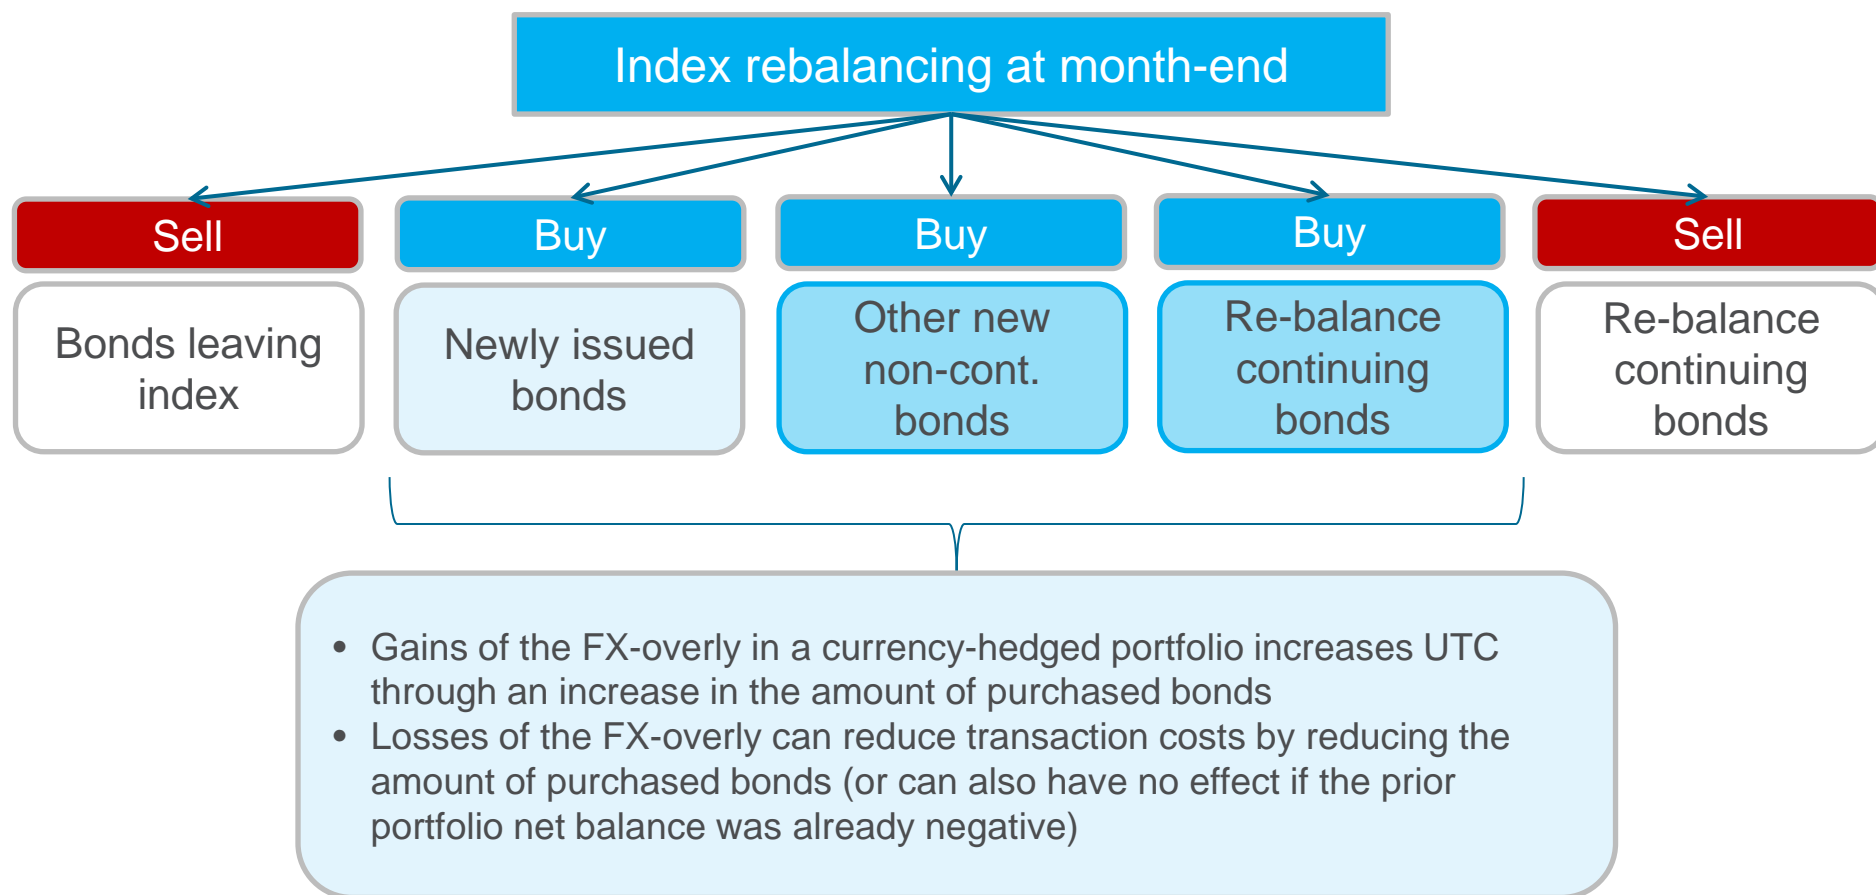 Index rebalancing at month-end
Sell
Buy
Buy
Buy
Sell
Bonds leaving
index
Newly issued
bonds
Other new
non-cont.
bonds
Re-balance
continuing
bonds
Re-balance
continuing
bonds
• Gains of the FX-overly in a currency-hedged portfolio increases UTC
through an increase in the amount of purchased bonds
• Losses of the FX-overly can reduce transaction costs by reducing the
amount of purchased bonds (or can also have no effect if the prior
portfolio net balance was already negative)